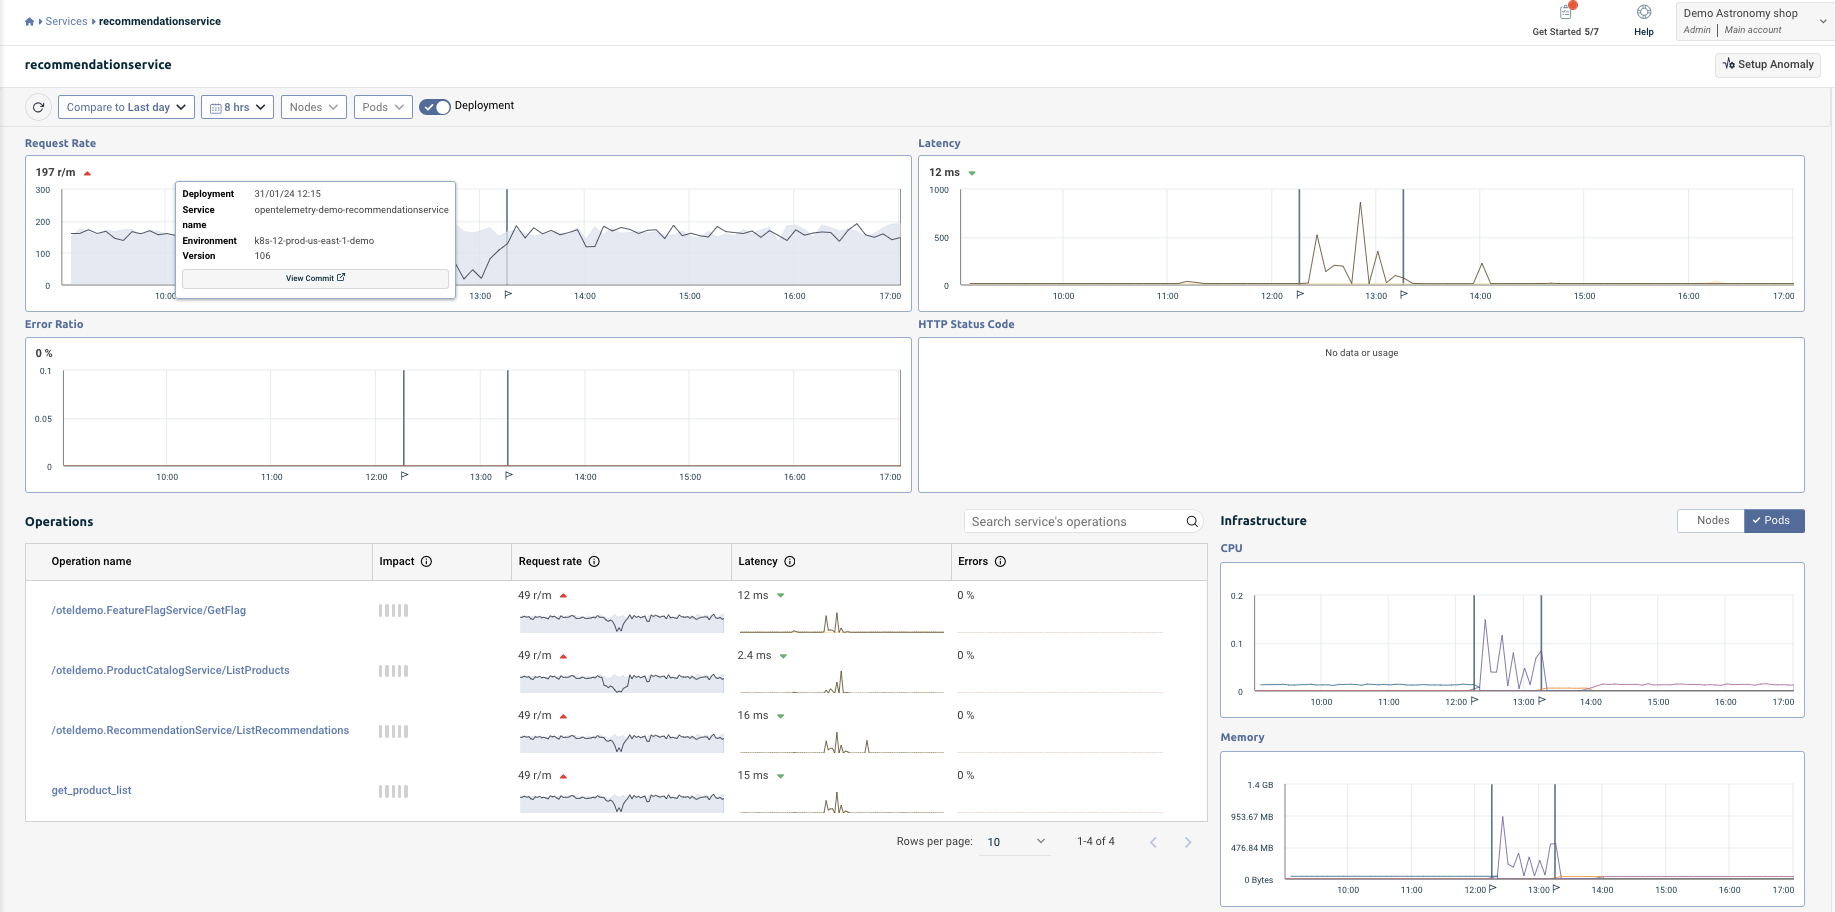 Services recommendationservice
Get Started 5/7
Help
Demo Astronomy shop
Admin | Main account
recommendationservice
Setup Anomaly
Compare to Last day
8 hrs
Nodes
Pods
Deployment
Request Rate
197 r/m
300
200
100
0
10:00
13:00
14:00
15:00
16:00
17:00
Deployment 31/01/24 12:15
Service name opentelemetry-demo-recommendationservice
Environment k8s-12-prod-us-east-1-demo
Version 106
View Commit
Latency
12 ms
1000
500
0
10:00 11:00 12:00 13:00 14:00 15:00 16:00 17:00
Error Ratio
0 %
0.1
0.05
0
10:00 11:00 12:00 13:00 14:00 15:00 16:00 17:00
HTTP Status Code
No data or usage
Operations
Search service's operations
Operation name Impact Request rate Latency Errors
/oteldemo.FeatureFlagService/GetFlag 49 r/m 12 ms 0 %
/oteldemo.ProductCatalogService/ListProducts 49 r/m 2.4 ms 0 %
/oteldemo.RecommendationService/ListRecommendations 49 r/m 16 ms 0 %
get_product_list 49 r/m 15 ms 0 %
Rows per page: 10 1-4 of 4
Infrastructure
Nodes
Pods
CPU
0.2
0.1
0
10:00 11:00 12:00 13:00 14:00 15:00 16:00 17:00
Memory
1.4 GB
953.67 MB
476.84 MB
0 Bytes
10:00 11:00 12:00 13:00 14:00 15:00 16:00 17:00